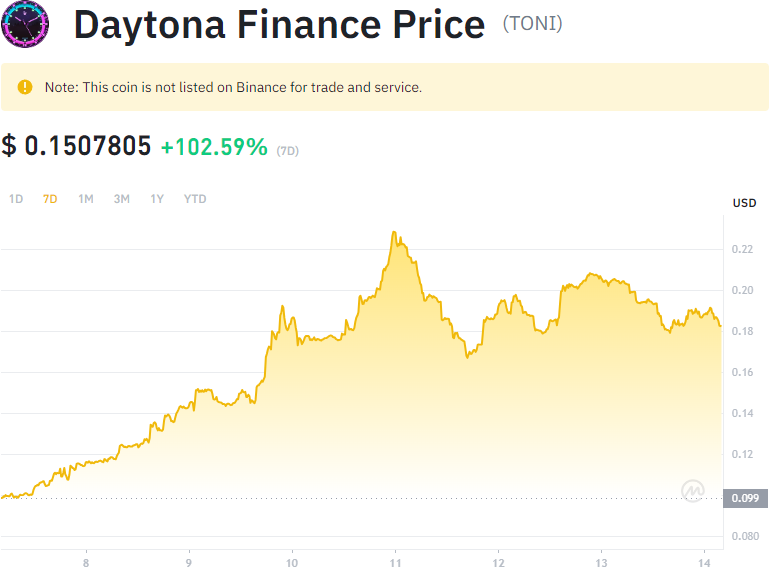 Daytona Finance Price (TONI)
Note: This coin is not listed on Binance for trade and service.
$ 0.1507805 +102.59% (7D)
1D 7D 1M 3M 1Y YTD
USD
0.22
0.20
0.18
0.16
0.14
0.12
0.099
0.080
8 9 10 11 12 13 14